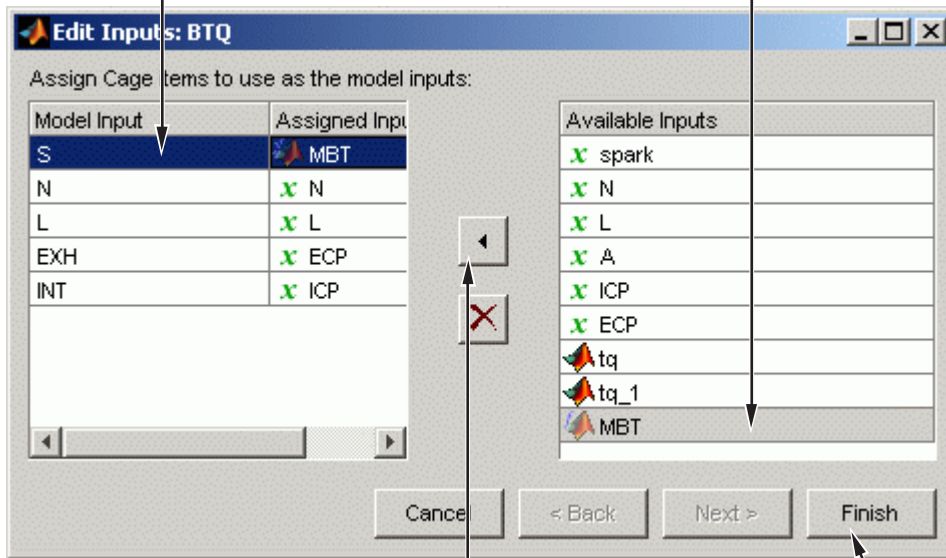 Edit Inputs: BTQ
Assign Cage items to use as the model inputs:
Model Input Assigned Inpu
S MBT
N N
L L
EXH ECP
INT ICP
Available Inputs
spark
N
L
A
ICP
ECP
tq
tq_1
MBT
Cancel < Back Next > Finish